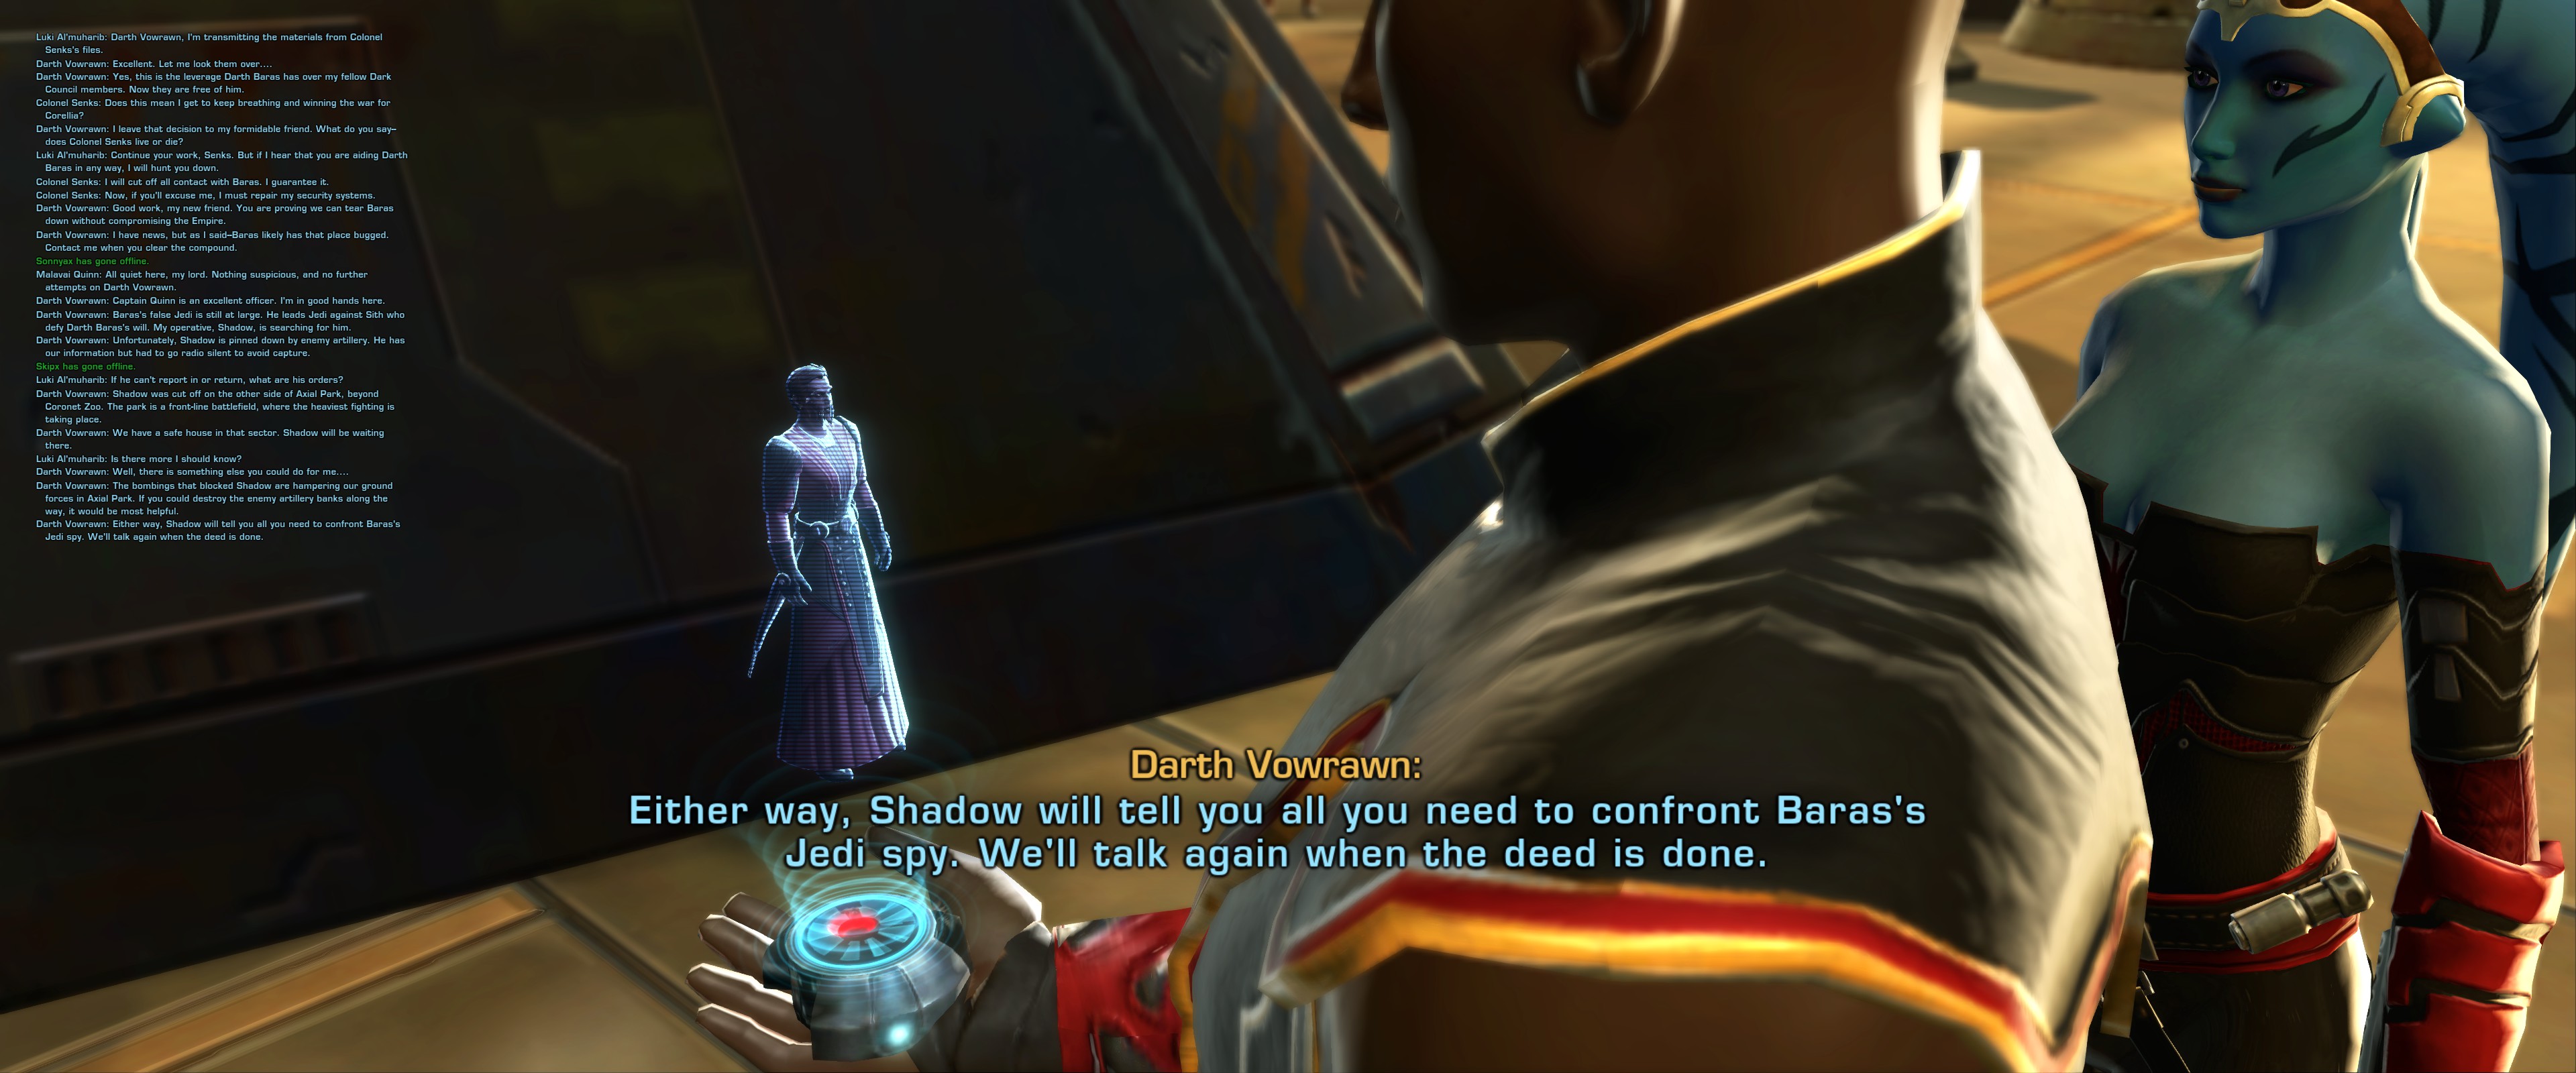 Luki Al'muharib: Darth Vowrawn, I'm transmitting the materials from Colonel
Senks's files.
Darth Vowrawn: Excellent. Let me look them over....
Darth Vowrawn: Yes, this is the leverage Darth Baras has over my fellow Dark
Council members. Now they are free of him.
Colonel Senks: Does this mean I get to keep breathing and winning the war for
Corellia?
Darth Vowrawn: I leave that decision to my formidable friend. What do you say–
does Colonel Senks live or die?
Luki Al'muharib: Continue your work, Senks. But if I hear that you are aiding Darth
Baras in any way, I will hunt you down.
Colonel Senks: I will cut off all contact with Baras. I guarantee it.
Colonel Senks: Now, if you'll excuse me, I must repair my security systems.
Darth Vowrawn: Good work, my new friend. You are proving we can tear Baras
down without compromising the Empire.
Darth Vowrawn: I have news, but as I said–Baras likely has that place bugged.
Contact me when you clear the compound.
Sonnyax has gone offline.
Malavai Quinn: All quiet here, my lord. Nothing suspicious, and no further
attempts on Darth Vowrawn.
Darth Vowrawn: Captain Quinn is an excellent officer. I'm in good hands here.
Darth Vowrawn: Baras's false Jedi is still at large. He leads Jedi against Sith who
defy Darth Baras's will. My operative, Shadow, is searching for him.
Darth Vowrawn: Unfortunately, Shadow is pinned down by enemy artillery. He has
our information but had to go radio silent to avoid capture.
Skipx has gone offline.
Luki Al'muharib: If he can't report in or return, what are his orders?
Darth Vowrawn: Shadow was cut off on the other side of Axial Park, beyond
Coronet Zoo. The park is a front-line battlefield, where the heaviest fighting is
taking place.
Darth Vowrawn: We have a safe house in that sector. Shadow will be waiting
there.
Luki Al'muharib: Is there more I should know?
Darth Vowrawn: Well, there is something else you could do for me....
Darth Vowrawn: The bombings that blocked Shadow are hampering our ground
forces in Axial Park. If you could destroy the enemy artillery banks along the
way, it would be most helpful.
Darth Vowrawn: Either way, Shadow will tell you all you need to confront Baras's
Jedi spy. We'll talk again when the deed is done.
Darth Vowrawn:
Either way, Shadow will tell you all you need to confront Baras's
Jedi spy. We'll talk again when the deed is done.